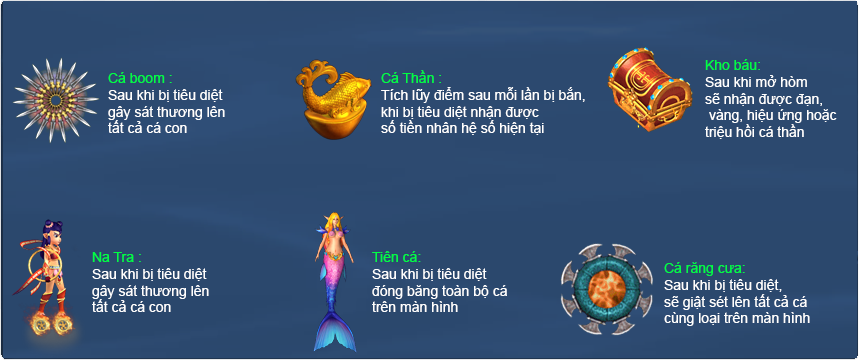 Cá boom :
Sau khi bị tiêu diệt
gây sát thương lên
tất cả cá con
Cá Thần :
Tích lũy điểm sau mỗi lần bị bắn,
khi bị tiêu diệt nhận được
số tiền nhân hệ số hiện tại
Kho báu:
Sau khi mở hòm
sẽ nhận được đạn,
vàng, hiệu ứng hoặc
triệu hồi cá thần
Na Tra :
Sau khi bị tiêu diệt
gây sát thương lên
tất cả cá con
Tiên cá:
Sau khi bị tiêu diệt
đóng băng toàn bộ cá
trên màn hình
Cá răng cưa:
Sau khi bị tiêu diệt,
sẽ giật sét lên tất cả cá
cùng loại trên màn hình